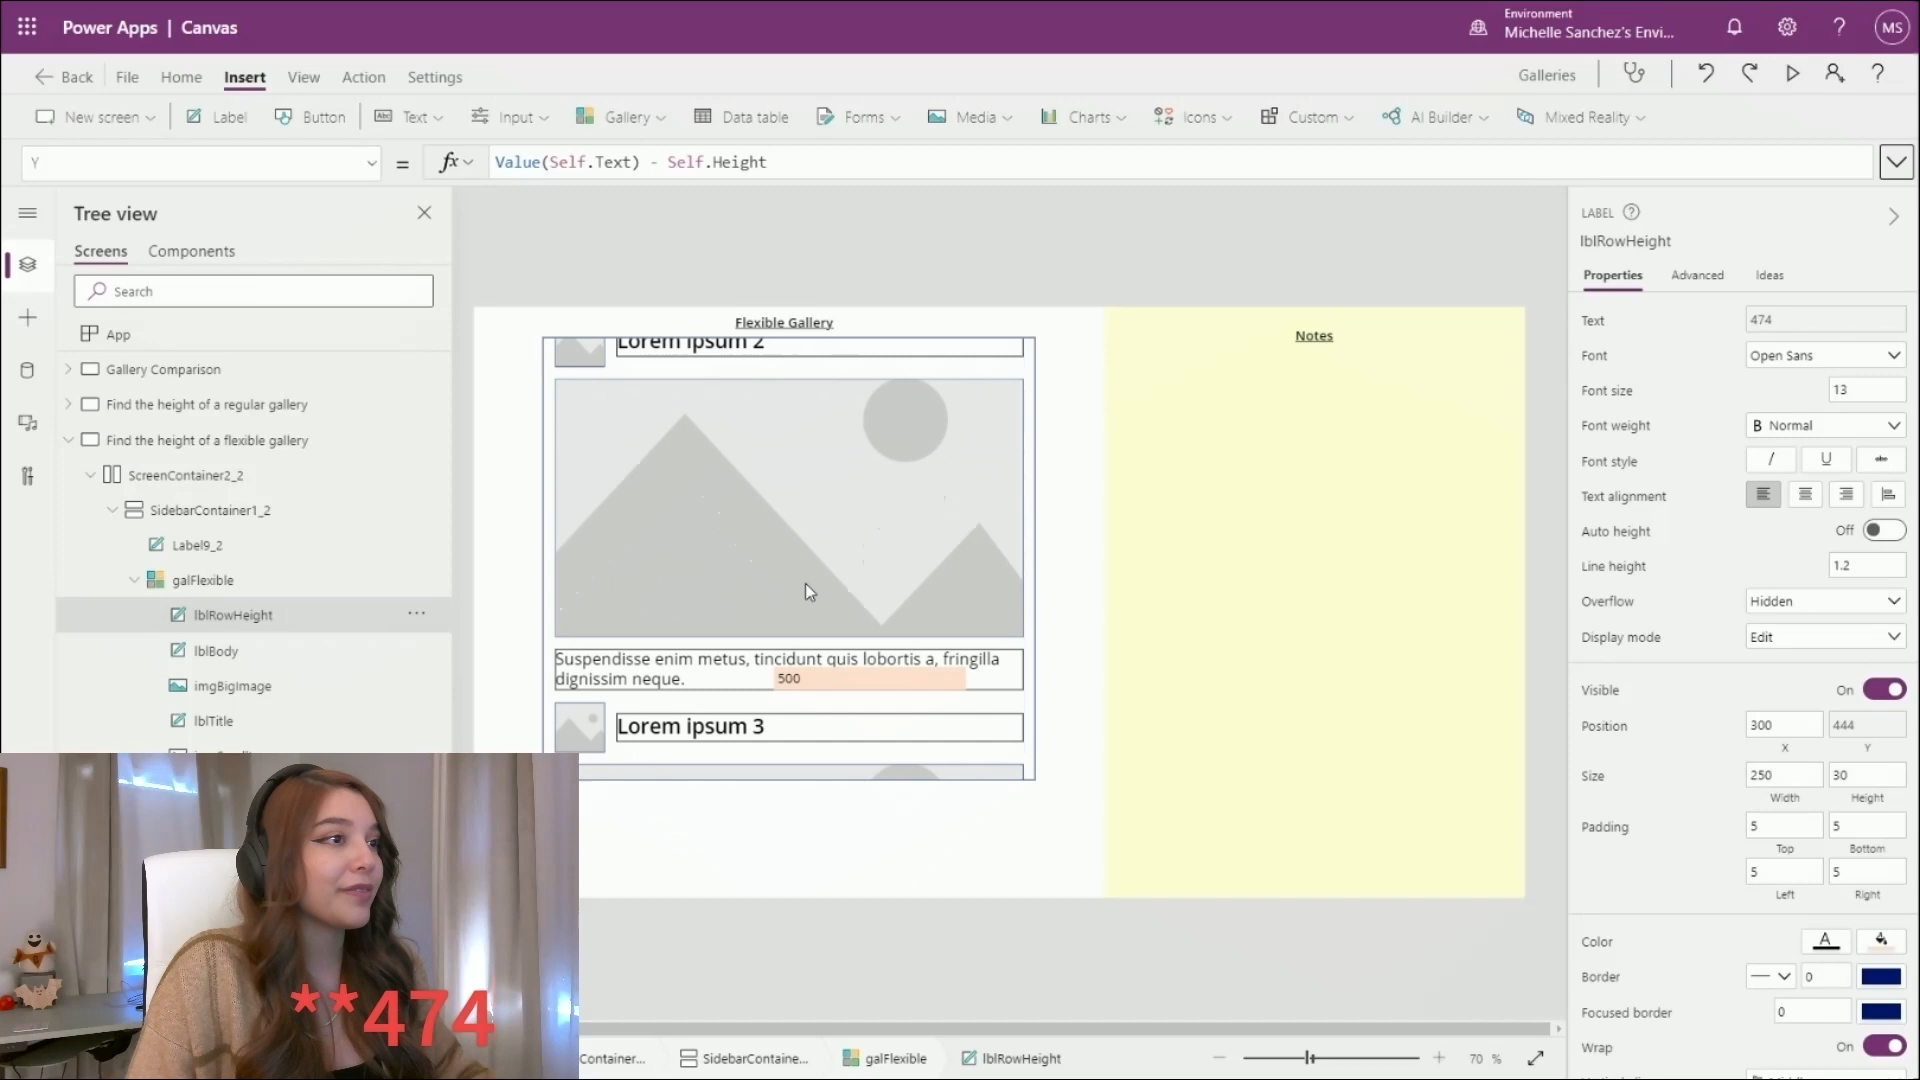 Power Apps | Canvas
Environment
Michelle Sanchez's Envi...
MS
Back
File
Home
Insert
View
Action
Settings
Galleries
New screen
Label
Button
Text
Input
Gallery
Data table
Forms
Media
Charts
Icons
Custom
AI Builder
Mixed Reality
Y
=
fx
Value(Self.Text) - Self.Height
Tree view
Screens
Components
Search
App
Gallery Comparison
Find the height of a regular gallery
Find the height of a flexible gallery
ScreenContainer2_2
SidebarContainer1_2
Label9_2
galFlexible
lblRowHeight
lblBody
imgBigImage
lblTitle
Flexible Gallery
Lorem ipsum 2
Suspendisse enim metus, tincidunt quis lobortis a, fringilla
dignissim neque.
500
Lorem ipsum 3
Notes
LABEL
lblRowHeight
Properties
Advanced
Ideas
Text
474
Font
Open Sans
Font size
13
Font weight
B Normal
Font style
/
U
abc
Text alignment
Auto height
Off
Line height
1.2
Overflow
Hidden
Display mode
Edit
Visible
On
Position
300
444
X
Y
Size
250
30
Width
Height
Padding
5
5
Top
Bottom
5
5
Left
Right
Color
A
Border
0
Focused border
0
Wrap
On
**474
Container...
SidebarContaine...
galFlexible
lblRowHeight
70 %